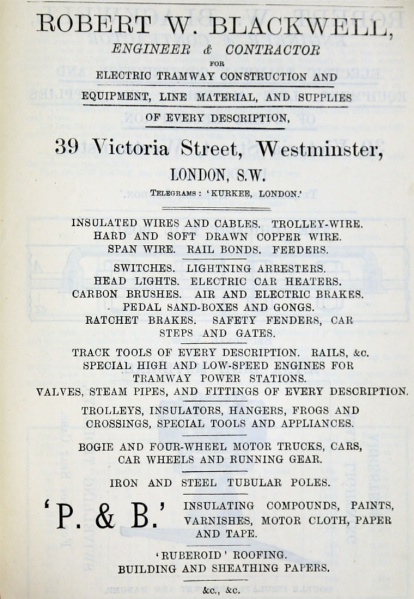 ROBERT W. BLACKWELL,
ENGINEER & CONTRACTOR
FOR
ELECTRIC TRAMWAY CONSTRUCTION AND
EQUIPMENT, LINE MATERIAL, AND SUPPLIES
OF EVERY DESCRIPTION,
39 Victoria Street, Westminster,
LONDON, S.W.
TELEGRAMS: 'KURKEE, LONDON.'
INSULATED WIRES AND CABLES. TROLLEY-WIRE.
HARD AND SOFT DRAWN COPPER WIRE.
SPAN WIRE. RAIL BONDS. FEEDERS.
SWITCHES. LIGHTNING ARRESTERS.
HEAD LIGHTS. ELECTRIC CAR HEATERS.
CARBON BRUSHES. AIR AND ELECTRIC BRAKES.
PEDAL SAND-BOXES AND GONGS.
RATCHET BRAKES. SAFETY FENDERS, CAR
STEPS AND GATES.
TRACK TOOLS OF EVERY DESCRIPTION. RAILS, &c.
SPECIAL HIGH AND LOW-SPEED ENGINES FOR
TRAMWAY POWER STATIONS.
VALVES, STEAM PIPES, AND FITTINGS OF EVERY DESCRIPTION.
TROLLEYS, INSULATORS, HANGERS, FROGS AND
CROSSINGS, SPECIAL TOOLS AND APPLIANCES.
BOGIE AND FOUR-WHEEL MOTOR TRUCKS, CARS,
CAR WHEELS AND RUNNING GEAR.
IRON AND STEEL TUBULAR POLES.
'P. & B.'
INSULATING COMPOUNDS, PAINTS,
VARNISHES, MOTOR CLOTH, PAPER
AND TAPE.
'RUBEROID' ROOFING.
BUILDING AND SHEATHING PAPERS.
&c., &c.